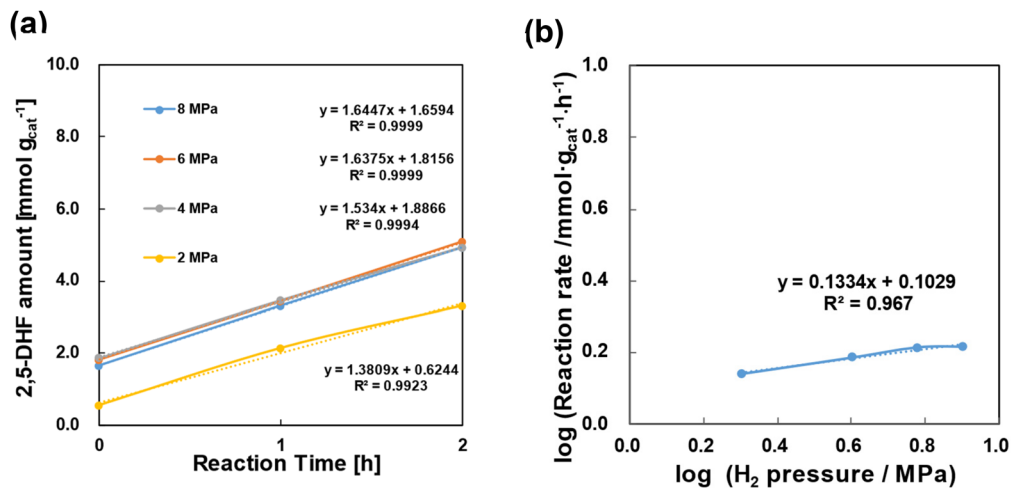 (a)
2,5-DHF amount [mmol gcat⁻¹]
10.0
8.0
6.0
4.0
2.0
0.0
8 MPa
6 MPa
4 MPa
2 MPa
y = 1.6447x + 1.6594
R² = 0.9999
y = 1.6375x + 1.8156
R² = 0.9999
y = 1.534x + 1.8866
R² = 0.9994
y = 1.3809x + 0.6244
R² = 0.9923
0 1 2
Reaction Time [h]
(b)
log (Reaction rate /mmol·gcat⁻¹·h⁻¹)
1.0
0.8
0.6
0.4
0.2
0.0
y = 0.1334x + 0.1029
R² = 0.967
0.0 0.2 0.4 0.6 0.8 1.0
log (H₂ pressure / MPa)